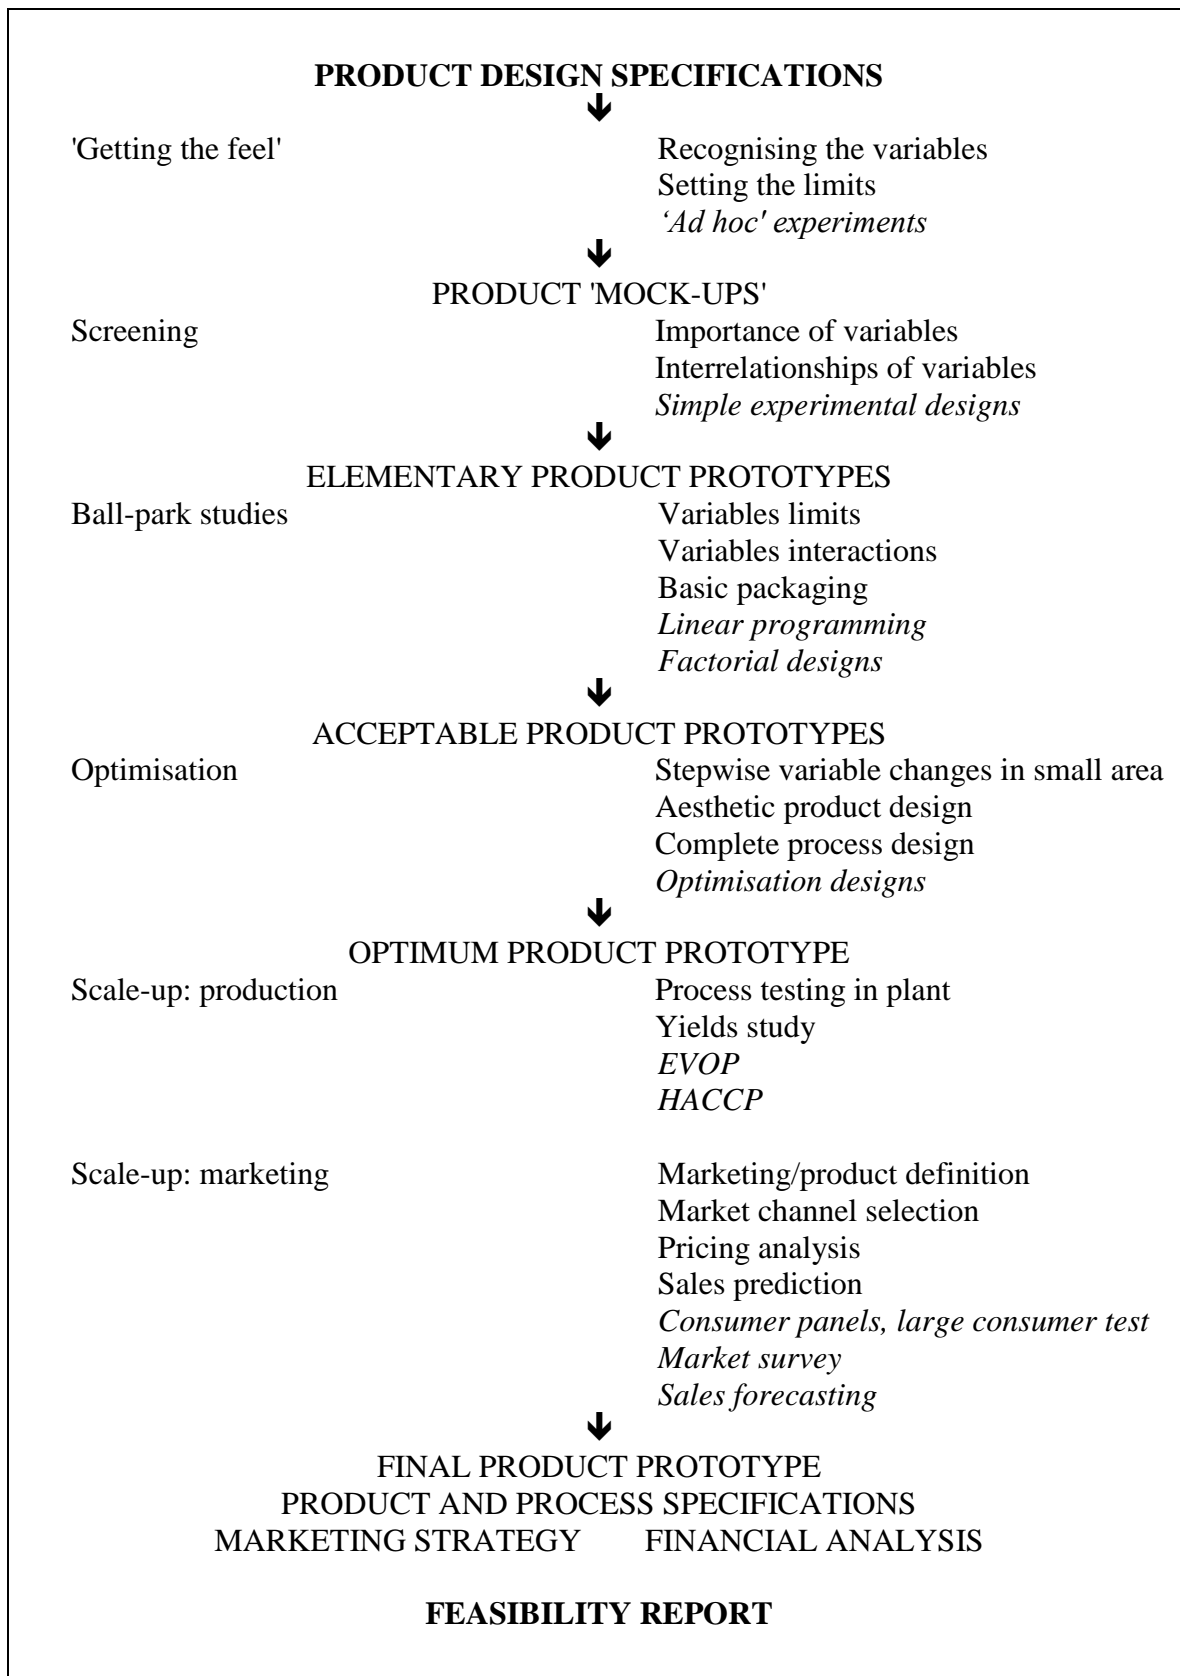 PRODUCT DESIGN SPECIFICATIONS
'Getting the feel' Recognising the variables
Setting the limits
‘Ad hoc' experiments
PRODUCT 'MOCK-UPS'
Screening Importance of variables
Interrelationships of variables
Simple experimental designs
ELEMENTARY PRODUCT PROTOTYPES
Ball-park studies Variables limits
Variables interactions
Basic packaging
Linear programming
Factorial designs
ACCEPTABLE PRODUCT PROTOTYPES
Optimisation Stepwise variable changes in small area
Aesthetic product design
Complete process design
Optimisation designs
OPTIMUM PRODUCT PROTOTYPE
Scale-up: production Process testing in plant
Yields study
EVOP
HACCP
Scale-up: marketing Marketing/product definition
Market channel selection
Pricing analysis
Sales prediction
Consumer panels, large consumer test
Market survey
Sales forecasting
FINAL PRODUCT PROTOTYPE
PRODUCT AND PROCESS SPECIFICATIONS
MARKETING STRATEGY FINANCIAL ANALYSIS
FEASIBILITY REPORT